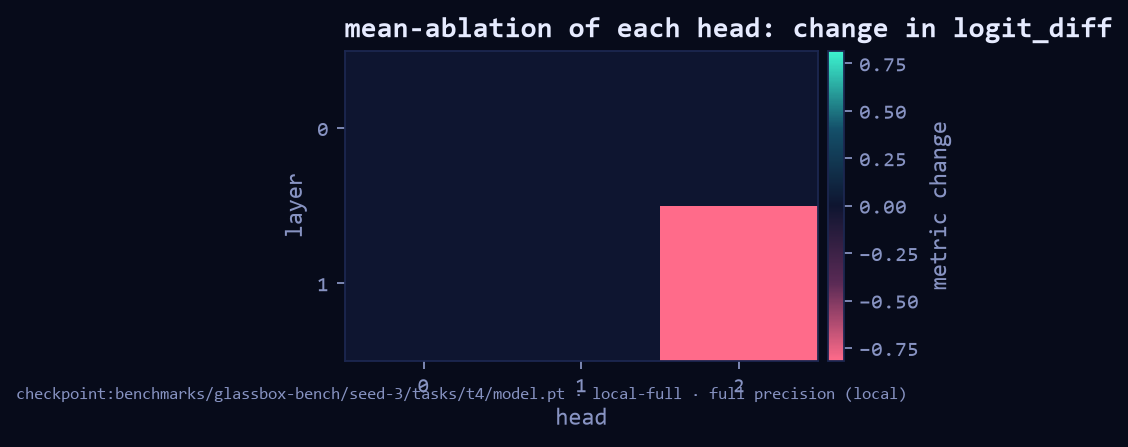 mean-ablation of each head: change in logit_diff
0.75
0.50
0.25
0.00
−0.25
−0.50
−0.75
metric change
layer
0
1
0 1 2
checkpoint:benchmarks/glassbox-bench/seed-3/tasks/t4/model.pt · local-full · full precision (local)
head